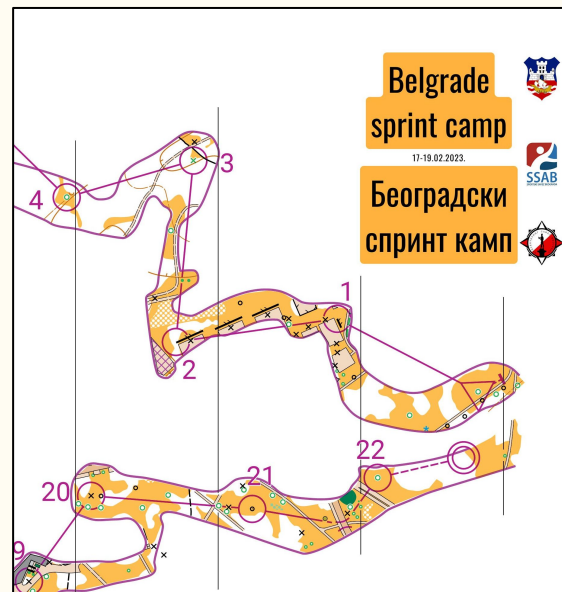 Belgrade
sprint camp
17-19.02.2023.
SSAB
Београдски
спринт камп
3
4
1
2
22
21
20
9